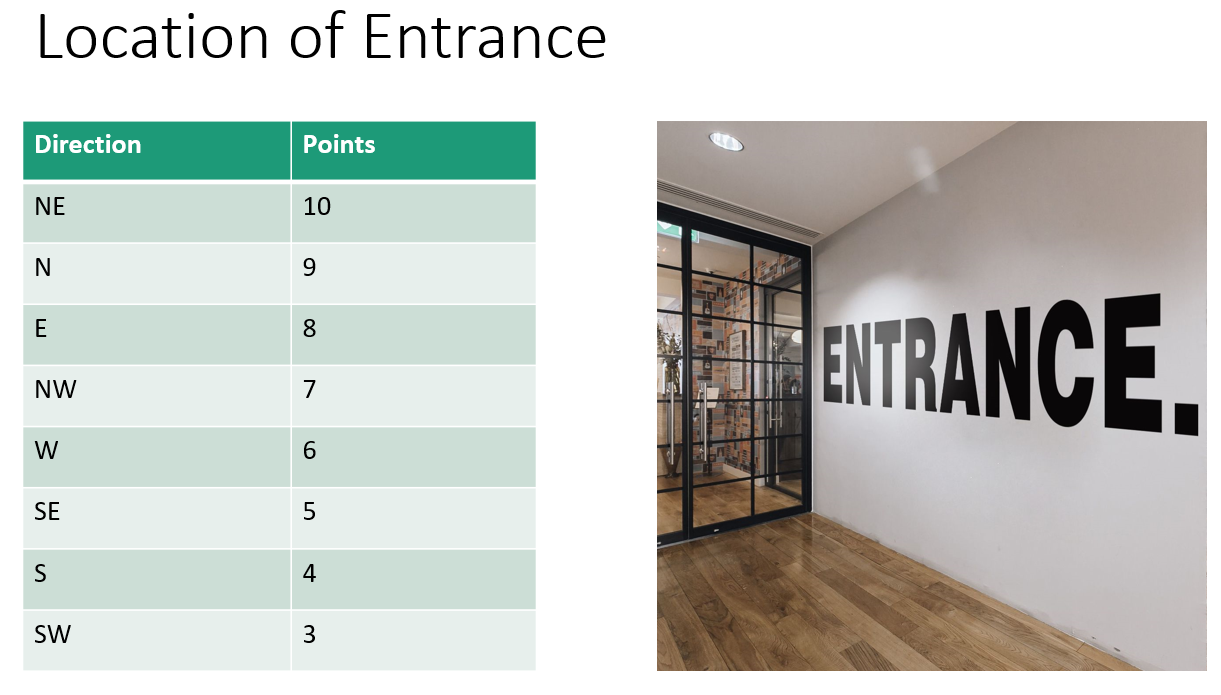 Location of Entrance
Direction Points
NE 10
N 9
E 8
NW 7
W 6
SE 5
S 4
SW 3
ENTRANCE.